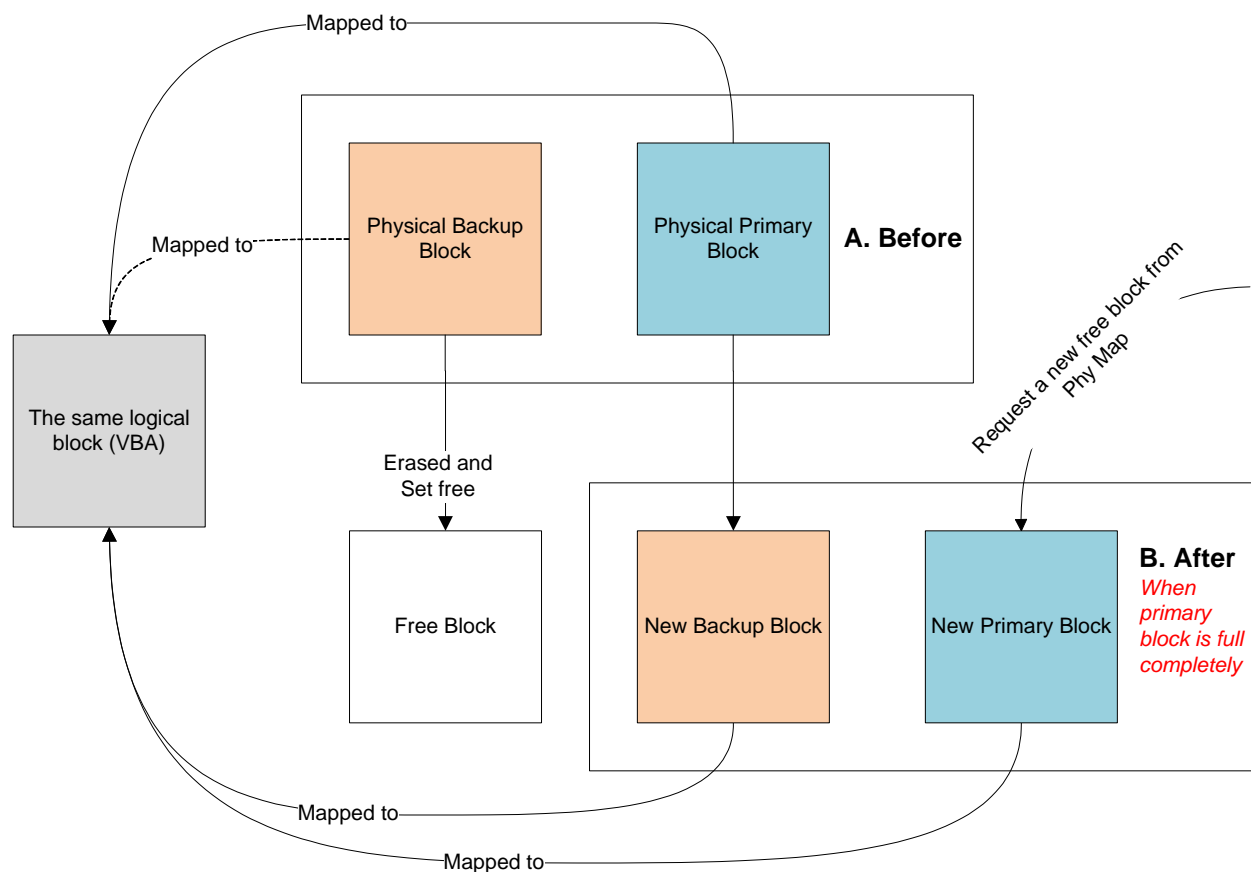 Mapped to
Physical Backup
Block
Physical Primary
Block
A. Before
Mapped to
Request a new free block from
Phy Map
The same logical
block (VBA)
Erased and
Set free
Free Block
New Backup Block
New Primary Block
B. After
When
primary
block is full
completely
Mapped to
Mapped to